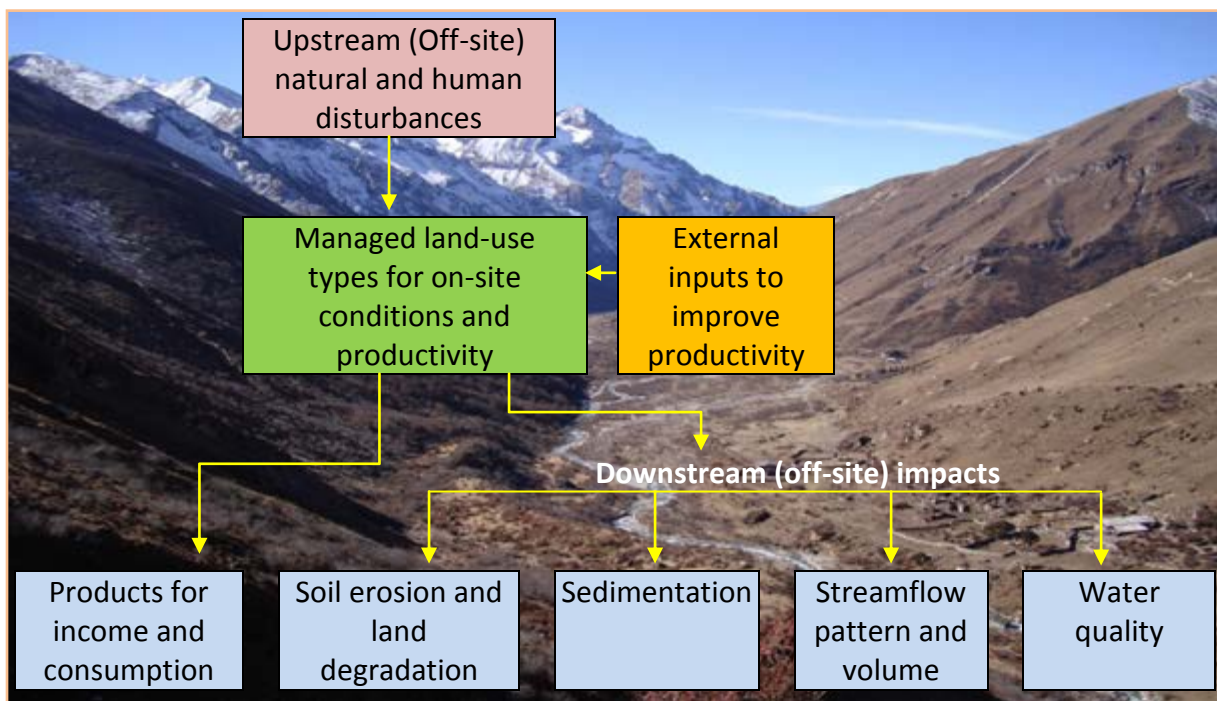 Upstream (Off-site)
natural and human
disturbances
Managed land-use
types for on-site
conditions and
productivity
External
inputs to
improve
productivity
Downstream (off-site) impacts
Products for
income and
consumption
Soil erosion and
land
degradation
Sedimentation
Streamflow
pattern and
volume
Water
quality